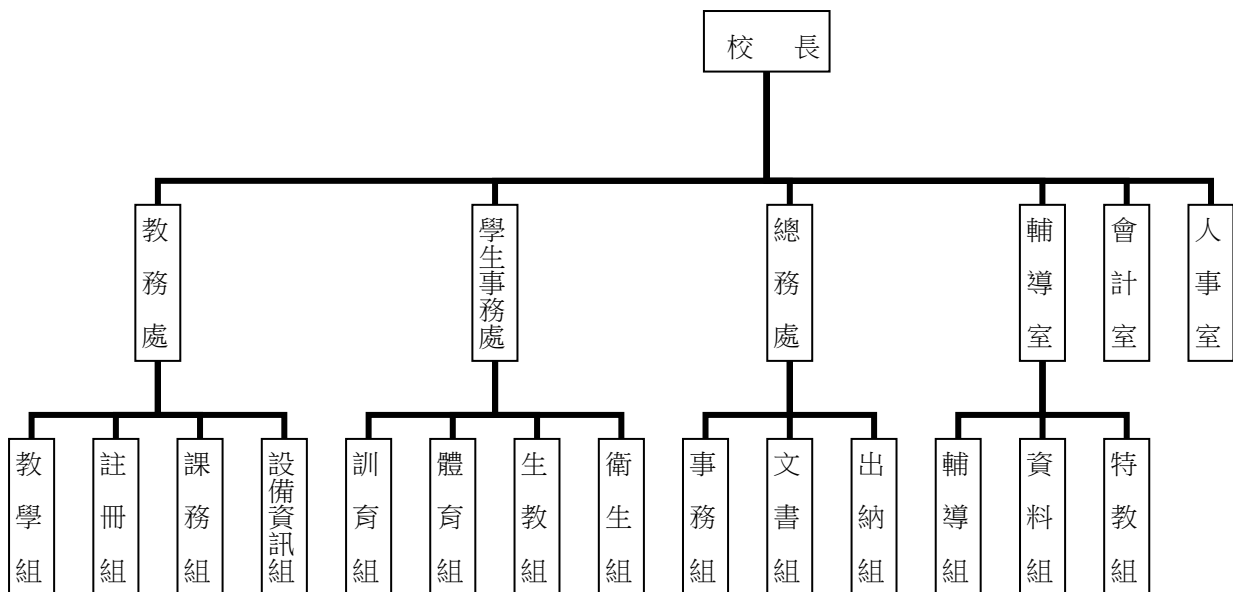 校長
教務處
學生事務處
總務處
輔導室
會計室
人事室
教學組
註冊組
課務組
設備資訊組
訓育組
體育組
生教組
衛生組
事務組
文書組
出納組
輔導組
資料組
特教組